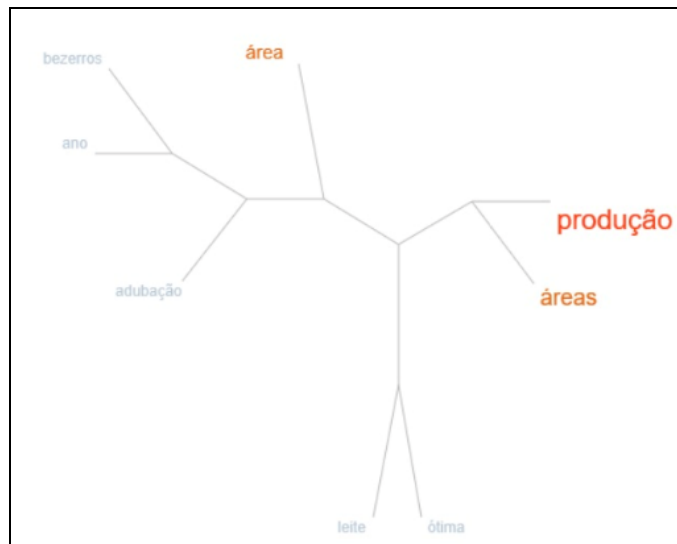 bezerros
área
ano
produção
adubação
áreas
leite
ótima